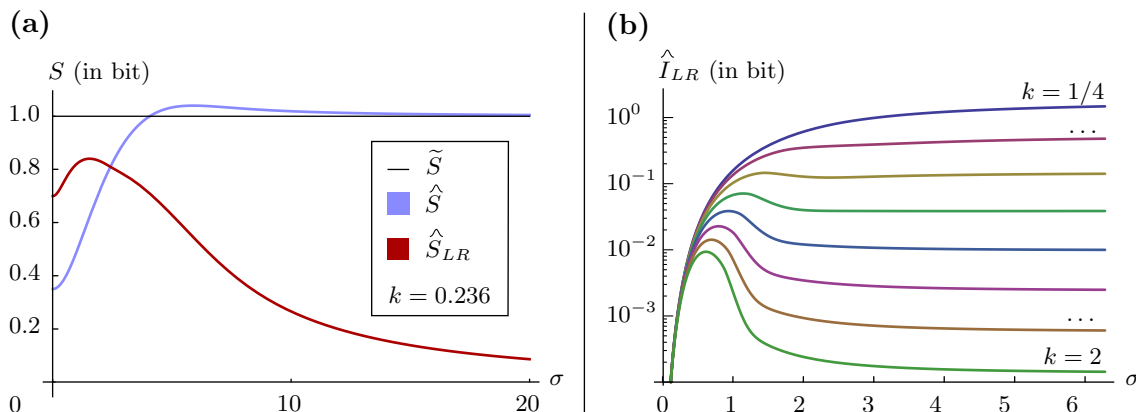 (a)
S (in bit)
1.0
0.8
0.6
0.4
0.2
0
10
20
σ
S̃
Ŝ
Ŝ_LR
k = 0.236
(b)
Î_LR (in bit)
10^0
10^−1
10^−2
10^−3
k = 1/4
...
...
k = 2
0
1
2
3
4
5
6
σ